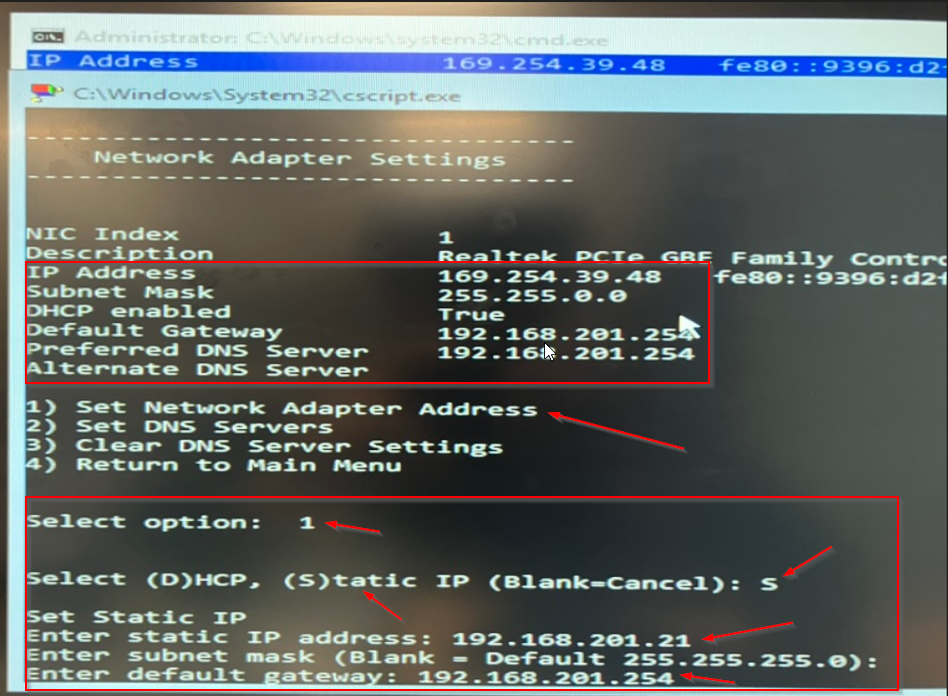 Administrator: C:\Windows\system32\cmd.exe
IP Address 169.254.39.48 fe80::9396:d2f
C:\Windows\System32\cscript.exe
--------------------------------
Network Adapter Settings
--------------------------------
NIC Index 1
Description Realtek PCIe GBE Family Contro
IP Address 169.254.39.48 fe80::9396:d2f
Subnet Mask 255.255.0.0
DHCP enabled True
Default Gateway 192.168.201.254
Preferred DNS Server 192.168.201.254
Alternate DNS Server
1) Set Network Adapter Address
2) Set DNS Servers
3) Clear DNS Server Settings
4) Return to Main Menu
Select option: 1
Select (D)HCP, (S)tatic IP (Blank=Cancel): S
Set Static IP
Enter static IP address: 192.168.201.21
Enter subnet mask (Blank = Default 255.255.255.0):
Enter default gateway: 192.168.201.254